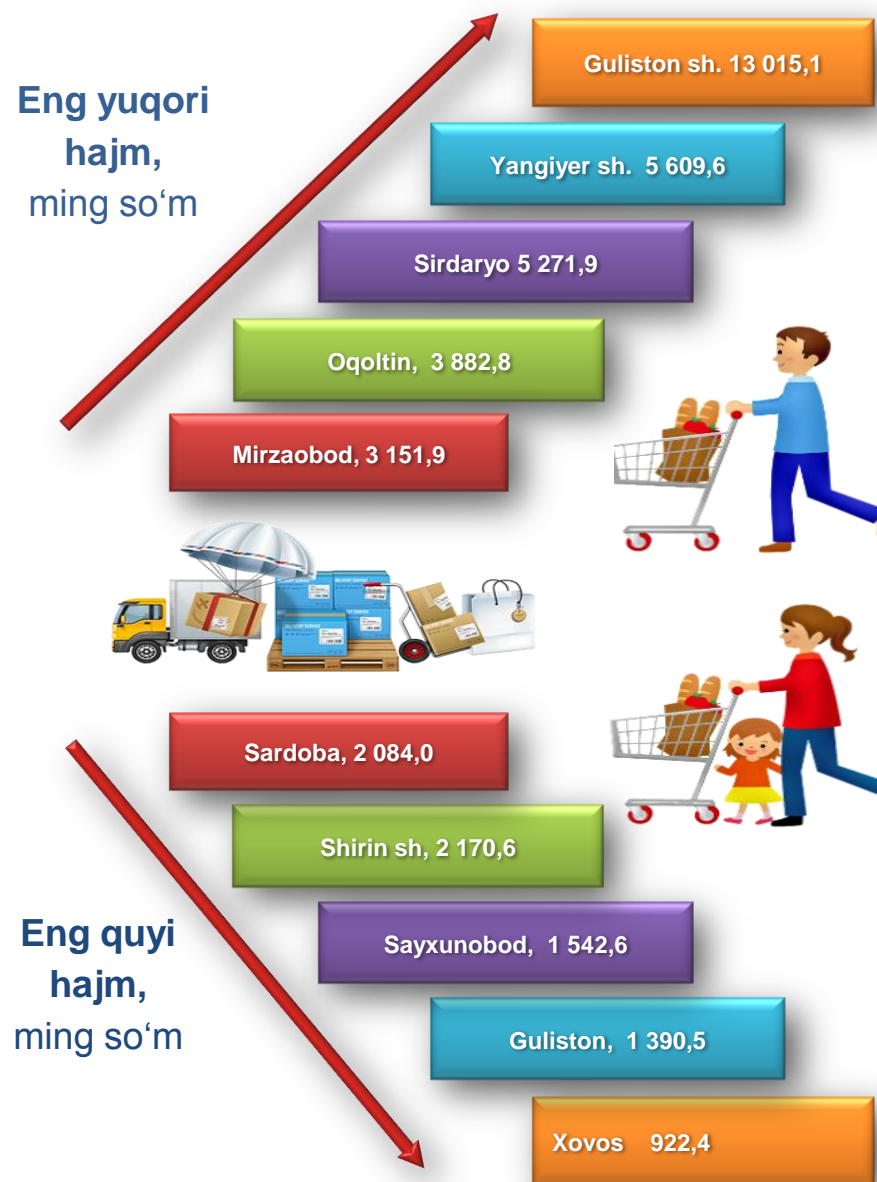 Guliston sh. 13 015,1
Eng yuqori
hajm,
ming so‘m
Yangiyer sh. 5 609,6
Sirdaryo 5 271,9
Oqoltin, 3 882,8
Mirzaobod, 3 151,9
Sardoba, 2 084,0
Shirin sh, 2 170,6
Eng quyi
hajm,
ming so‘m
Sayxunobod, 1 542,6
Guliston, 1 390,5
Xovos 922,4